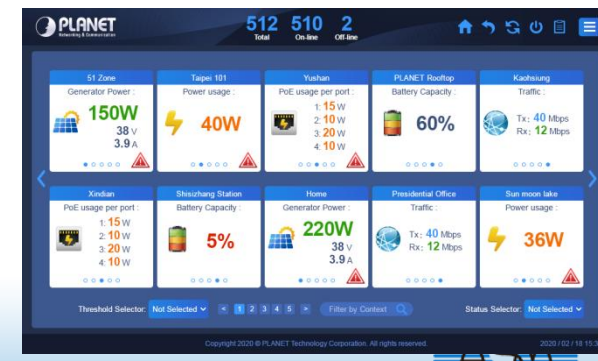 PLANET
Networking & Communication
512 510 2
Total On-line Off-line
51 Zone
Generator Power :
150W
38 V
3.9 A
Taipei 101
Power usage :
40W
Yushan
PoE usage per port :
1: 15 W
2: 10 W
3: 20 W
4: 10 W
PLANET Rooftop
Battery Capacity :
60%
Kaohsiung
Traffic :
Tx: 40 Mbps
Rx: 12 Mbps
Xindian
PoE usage per port :
1: 15 W
2: 10 W
3: 20 W
4: 10 W
Shisizhang Station
Battery Capacity :
5%
Home
Generator Power :
220W
38 V
3.9 A
Presidential Office
Traffic :
Tx: 40 Mbps
Rx: 12 Mbps
Sun moon lake
Power usage :
36W
Threshold Selector: Not Selected < 1 2 3 4 5 > Filter by Context Status Selector: Not Selected
Copyright 2020 © PLANET Technology Corporation. All rights reserved. 2020 / 02 / 18 15:3